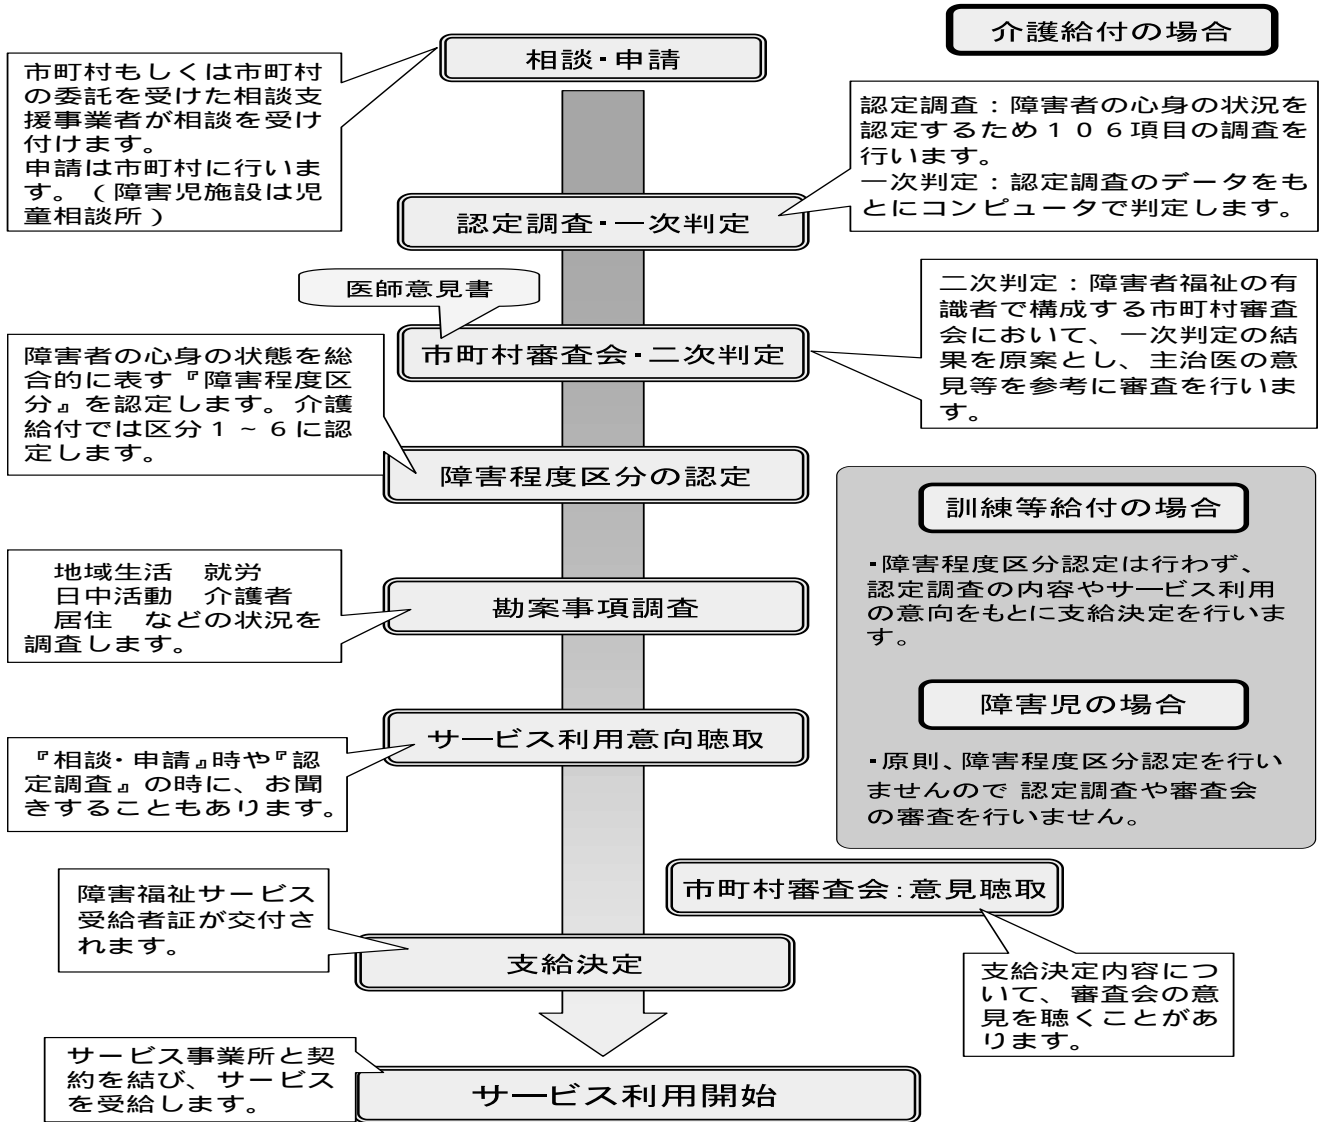 介護給付の場合
相談・申請
市町村もしくは市町村
の委託を受けた相談支
援事業者が相談を受け
付けます。
申請は市町村に行いま
す。(障害児施設は児
童相談所)
認定調査：障害者の心身の状況を
認定するため１０６項目の調査を
行います。
一次判定：認定調査のデータをも
とにコンピュータで判定します。
認定調査・一次判定
医師意見書
二次判定：障害者福祉の有
識者で構成する市町村審査
会において、一次判定の結
果を原案とし、主治医の意
見等を参考に審査を行いま
す。
市町村審査会・二次判定
障害者の心身の状態を総
合的に表す『障害程度区
分』を認定します。介護
給付では区分１~６に認
定します。
障害程度区分の認定
地域生活　就労
日中活動　介護者
居住　などの状況を
調査します。
勘案事項調査
訓練等給付の場合
・障害程度区分認定は行わず、
認定調査の内容やサービス利用
の意向をもとに支給決定を行いま
す。
障害児の場合
・原則、障害程度区分認定を行い
ませんので 認定調査や審査会
の審査を行いません。
サービス利用意向聴取
『相談・申請』時や『認
定調査』の時に、お聞
きすることもあります。
市町村審査会：意見聴取
障害福祉サービス
受給者証が交付さ
れます。
支給決定
支給決定内容につ
いて、審査会の意
見を聴くことがあ
ります。
サービス事業所と契
約を結び、サービス
を受給します。
サービス利用開始